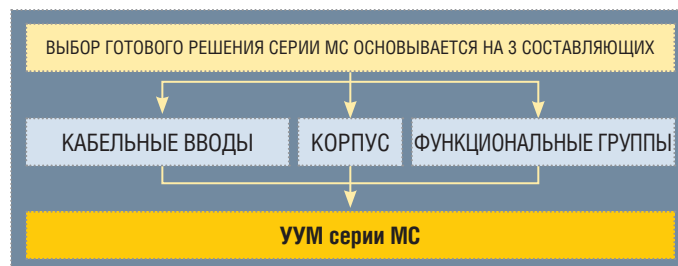 ВЫБОР ГОТОВОГО РЕШЕНИЯ СЕРИИ МС ОСНОВЫВАЕТСЯ НА 3 СОСТАВЛЯЮЩИХ
КАБЕЛЬНЫЕ ВВОДЫ
КОРПУС
ФУНКЦИОНАЛЬНЫЕ ГРУППЫ
УУМ серии МС